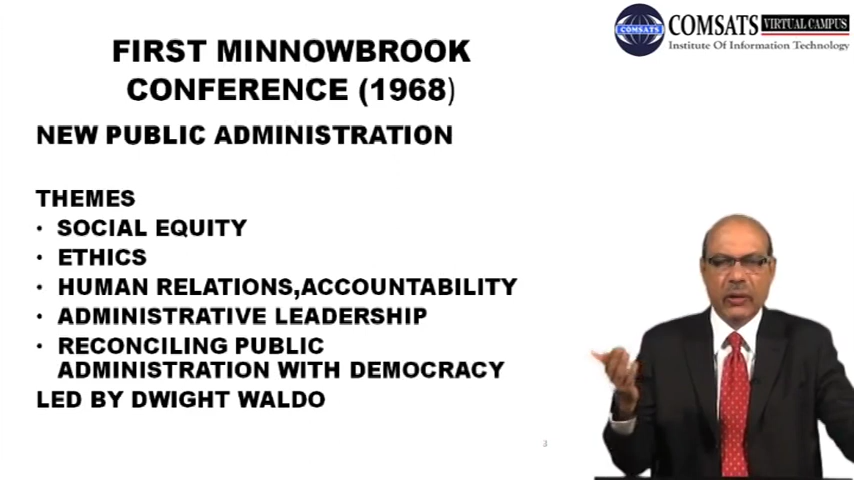 COMSATS
COMSATS VIRTUAL CAMPUS
Institute Of Information Technology
FIRST MINNOWBROOK
CONFERENCE (1968)
NEW PUBLIC ADMINISTRATION
THEMES
• SOCIAL EQUITY
• ETHICS
• HUMAN RELATIONS,ACCOUNTABILITY
• ADMINISTRATIVE LEADERSHIP
• RECONCILING PUBLIC
ADMINISTRATION WITH DEMOCRACY
LED BY DWIGHT WALDO
3